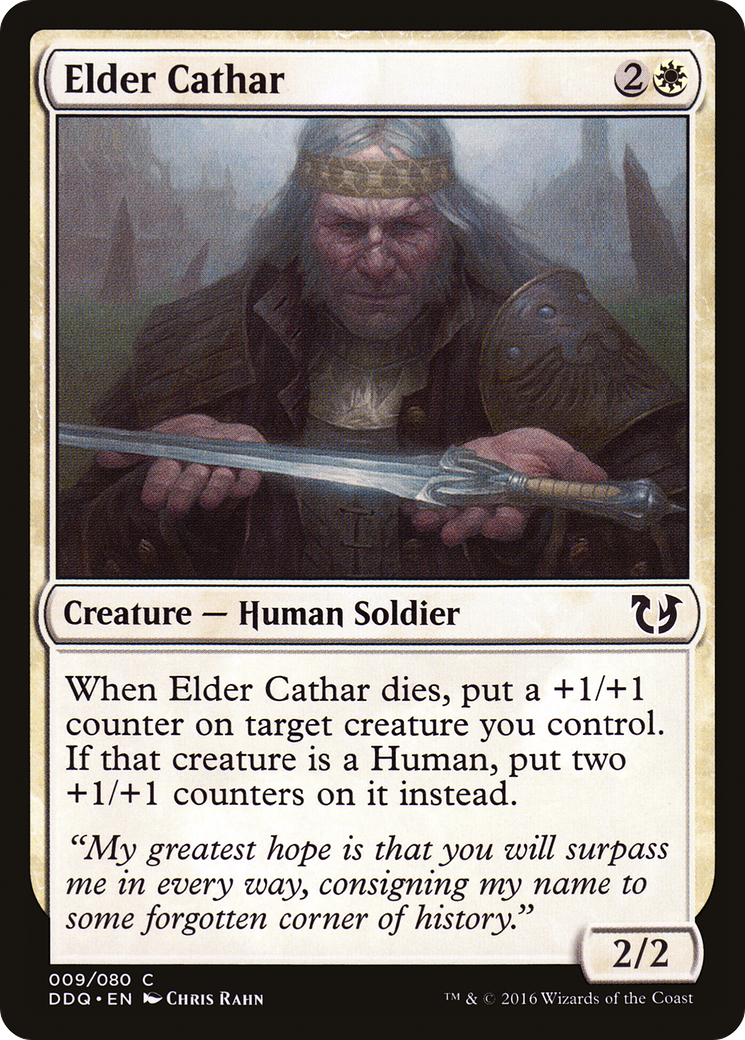 Elder Cathar 2
Creature — Human Soldier
When Elder Cathar dies, put a +1/+1
counter on target creature you control.
If that creature is a Human, put two
+1/+1 counters on it instead.
“My greatest hope is that you will surpass
me in every way, consigning my name to
some forgotten corner of history.”
2/2
009/080 C
DDQ • EN Chris Rahn ™ & © 2016 Wizards of the Coast